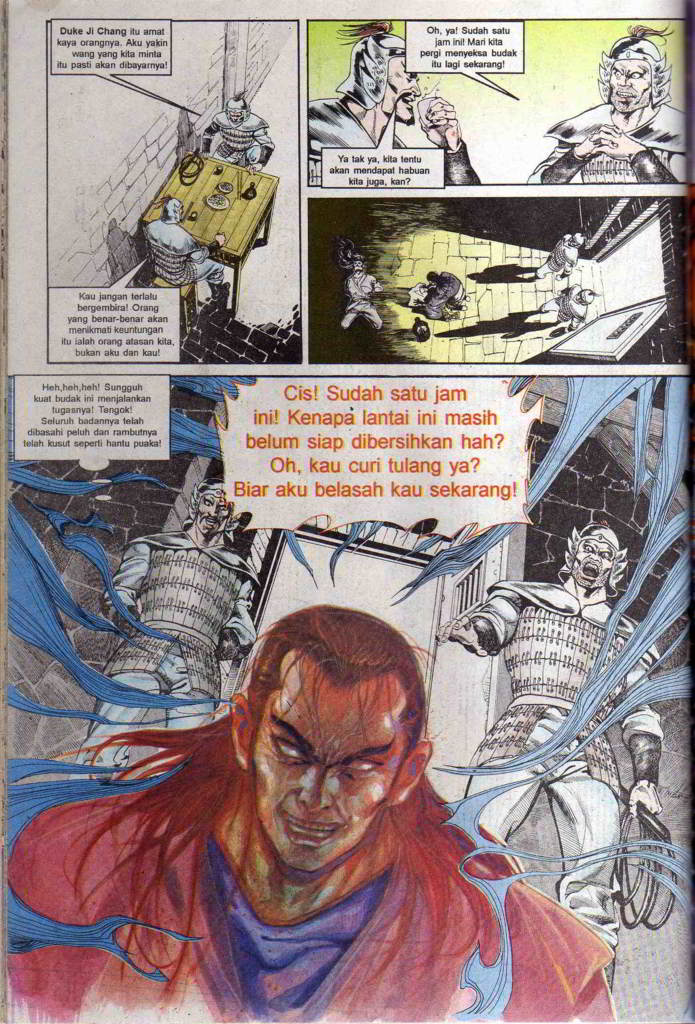 Duke Ji Chang itu amat
kaya orangnya. Aku yakin
wang yang kita minta
itu pasti akan dibayarnya!
Kau jangan terlalu
bergembira! Orang
yang benar-benar akan
menikmati keuntungan
itu ialah orang atasan kita,
bukan aku dan kau!
Oh, ya! Sudah satu
jam ini! Mari kita
pergi menyeksa budak
itu lagi sekarang!
Ya tak ya, kita tentu
akan mendapat habuan
kita juga, kan?
Heh,heh,heh! Sungguh
kuat budak ini menjalankan
tugasnya! Tengok!
Seluruh badannya telah
dibasahi peluh dan rambutnya
telah kusut seperti hantu puaka!
Cis! Sudah satu jam
ini! Kenapa lantai ini masih
belum siap dibersihkan hah?
Oh, kau curi tulang ya?
Biar aku belasah kau sekarang!